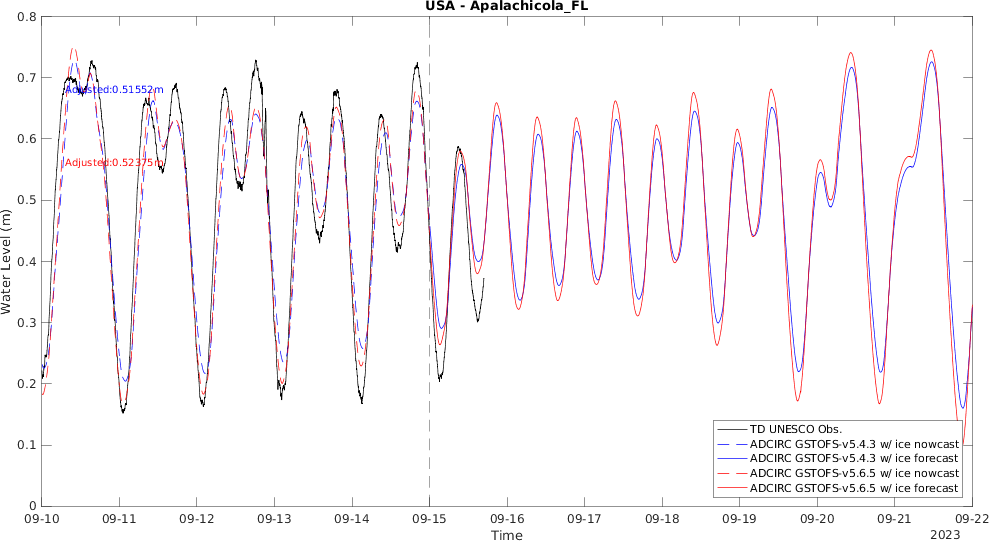 USA - Apalachicola_FL
0.8
0.7
0.6
0.5
0.4
0.3
0.2
0.1
0
Water Level (m)
Adjusted:0.51552m
Adjusted:0.52375m
TD UNESCO Obs.
ADCIRC GSTOFS-v5.4.3 w/ ice nowcast
ADCIRC GSTOFS-v5.4.3 w/ ice forecast
ADCIRC GSTOFS-v5.6.5 w/ ice nowcast
ADCIRC GSTOFS-v5.6.5 w/ ice forecast
09-10 09-11 09-12 09-13 09-14 09-15 09-16 09-17 09-18 09-19 09-20 09-21 09-22
Time
2023